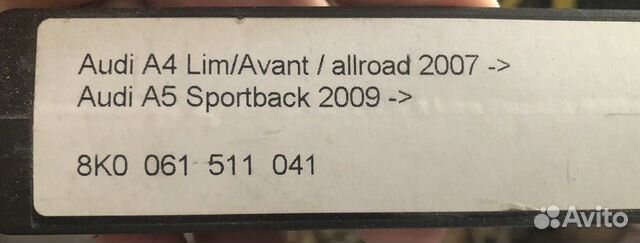 Audi A4 Lim/Avant / allroad 2007 ->
Audi A5 Sportback 2009 ->
8K0 061 511 041
Avito